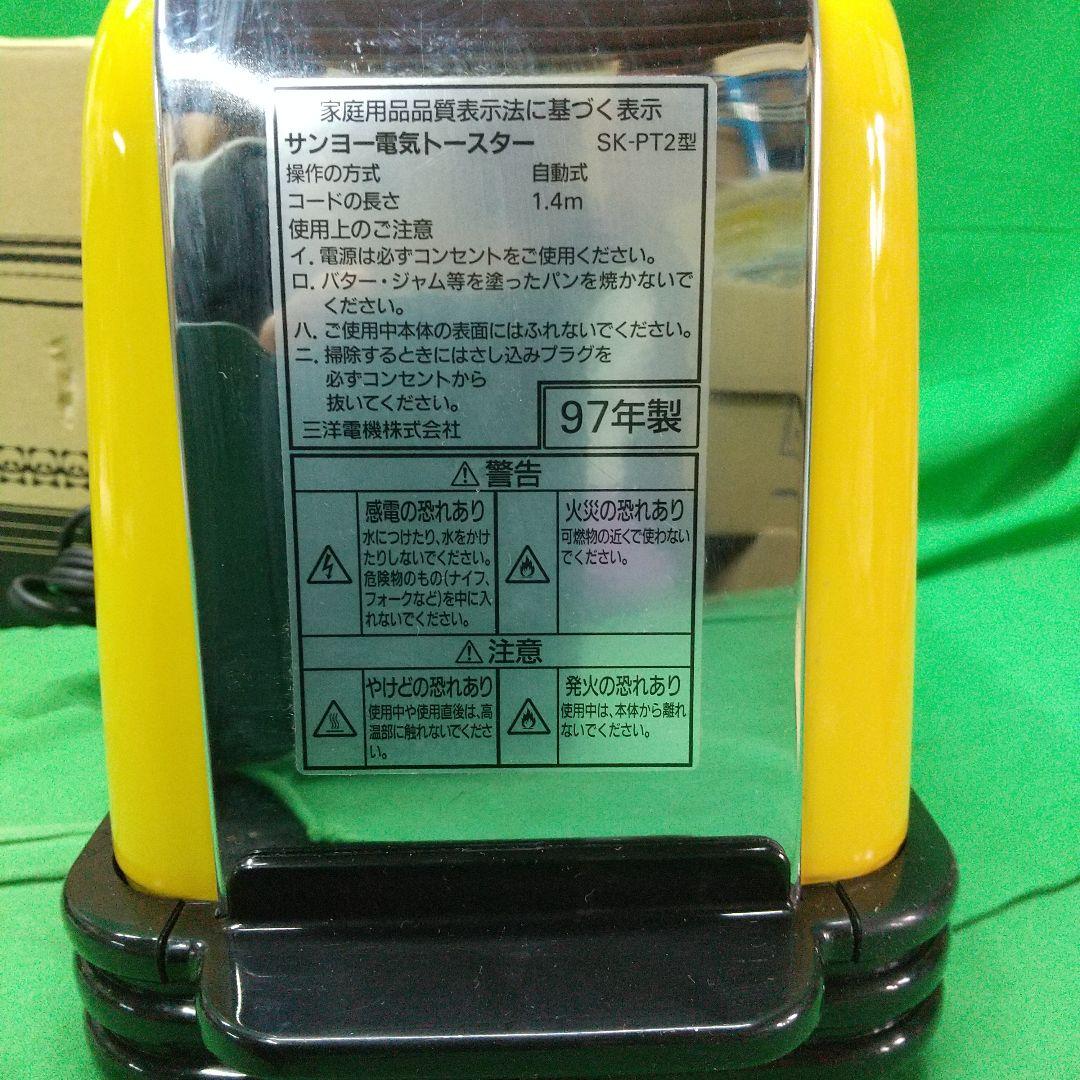 家庭用品品質表示法に基づく表示
サンヨー電気トースター SK-PT2型
操作の方式 自動式
コードの長さ 1.4m
使用上のご注意
イ.電源は必ずコンセントをご使用ください。
ロ.バター・ジャム等を塗ったパンを焼かないで
ください。
ハ.ご使用中本体の表面にはふれないでください。
ニ.掃除するときにはさし込みプラグを
必ずコンセントから
抜いてください。
三洋電機株式会社
97年製
⚠警告
感電の恐れあり
水につけたり、水をかけ
たりしないでください。
危険物のもの(ナイフ、
フォークなど)を中に入
れないでください。
火災の恐れあり
可燃物の近くで使わない
でください。
⚠注意
やけどの恐れあり
使用中や使用直後は、高
温部に触れないでくださ
い。
発火の恐れあり
使用中は、本体から離れ
ないでください。